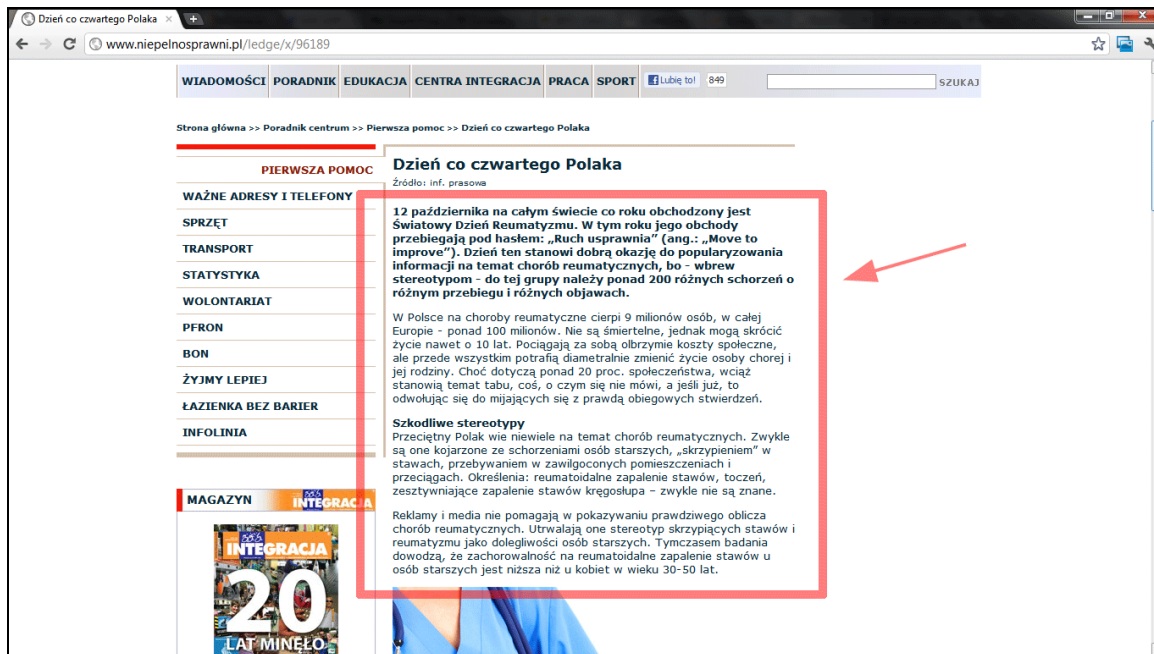 Dzień co czwartego Polaka
www.niepelnosprawni.pl/ledge/x/96189
WIADOMOŚCI PORADNIK EDUKACJA CENTRA INTEGRACJA PRACA SPORT Lubię to! 849 SZUKAJ
Strona główna >> Poradnik centrum >> Pierwsza pomoc >> Dzień co czwartego Polaka
PIERWSZA POMOC
WAŻNE ADRESY I TELEFONY
SPRZĘT
TRANSPORT
STATYSTYKA
WOLONTARIAT
PFRON
BON
ŻYJMY LEPIEJ
ŁAZIENKA BEZ BARIER
INFOLINIA
MAGAZYN INTEGRACJA
INTEGRACJA
20
LAT MINĘŁO
Dzień co czwartego Polaka
Źródło: inf. prasowa
12 października na całym świecie co roku obchodzony jest
Światowy Dzień Reumatyzmu. W tym roku jego obchody
przebiegają pod hasłem: „Ruch usprawnia” (ang.: „Move to
improve”). Dzień ten stanowi dobrą okazję do popularyzowania
informacji na temat chorób reumatycznych, bo - wbrew
stereotypom - do tej grupy należy ponad 200 różnych schorzeń o
różnym przebiegu i różnych objawach.
W Polsce na choroby reumatyczne cierpi 9 milionów osób, w całej
Europie - ponad 100 milionów. Nie są śmiertelne, jednak mogą skrócić
życie nawet o 10 lat. Pociągają za sobą olbrzymie koszty społeczne,
ale przede wszystkim potrafią diametralnie zmienić życie osoby chorej i
jej rodziny. Choć dotyczą ponad 20 proc. społeczeństwa, wciąż
stanowią temat tabu, coś, o czym się nie mówi, a jeśli już, to
odwołując się do mijających się z prawdą obiegowych stwierdzeń.
Szkodliwe stereotypy
Przeciętny Polak wie niewiele na temat chorób reumatycznych. Zwykle
są one kojarzone ze schorzeniami osób starszych, „skrzypieniem” w
stawach, przebywaniem w zawilgoconych pomieszczeniach i
przeciągach. Określenia: reumatoidalne zapalenie stawów, toczeń,
zesztywniające zapalenie stawów kręgosłupa – zwykle nie są znane.
Reklamy i media nie pomagają w pokazywaniu prawdziwego oblicza
chorób reumatycznych. Utrwalają one stereotyp skrzypiących stawów i
reumatyzmu jako dolegliwości osób starszych. Tymczasem badania
dowodzą, że zachorowalność na reumatoidalne zapalenie stawów u
osób starszych jest niższa niż u kobiet w wieku 30-50 lat.